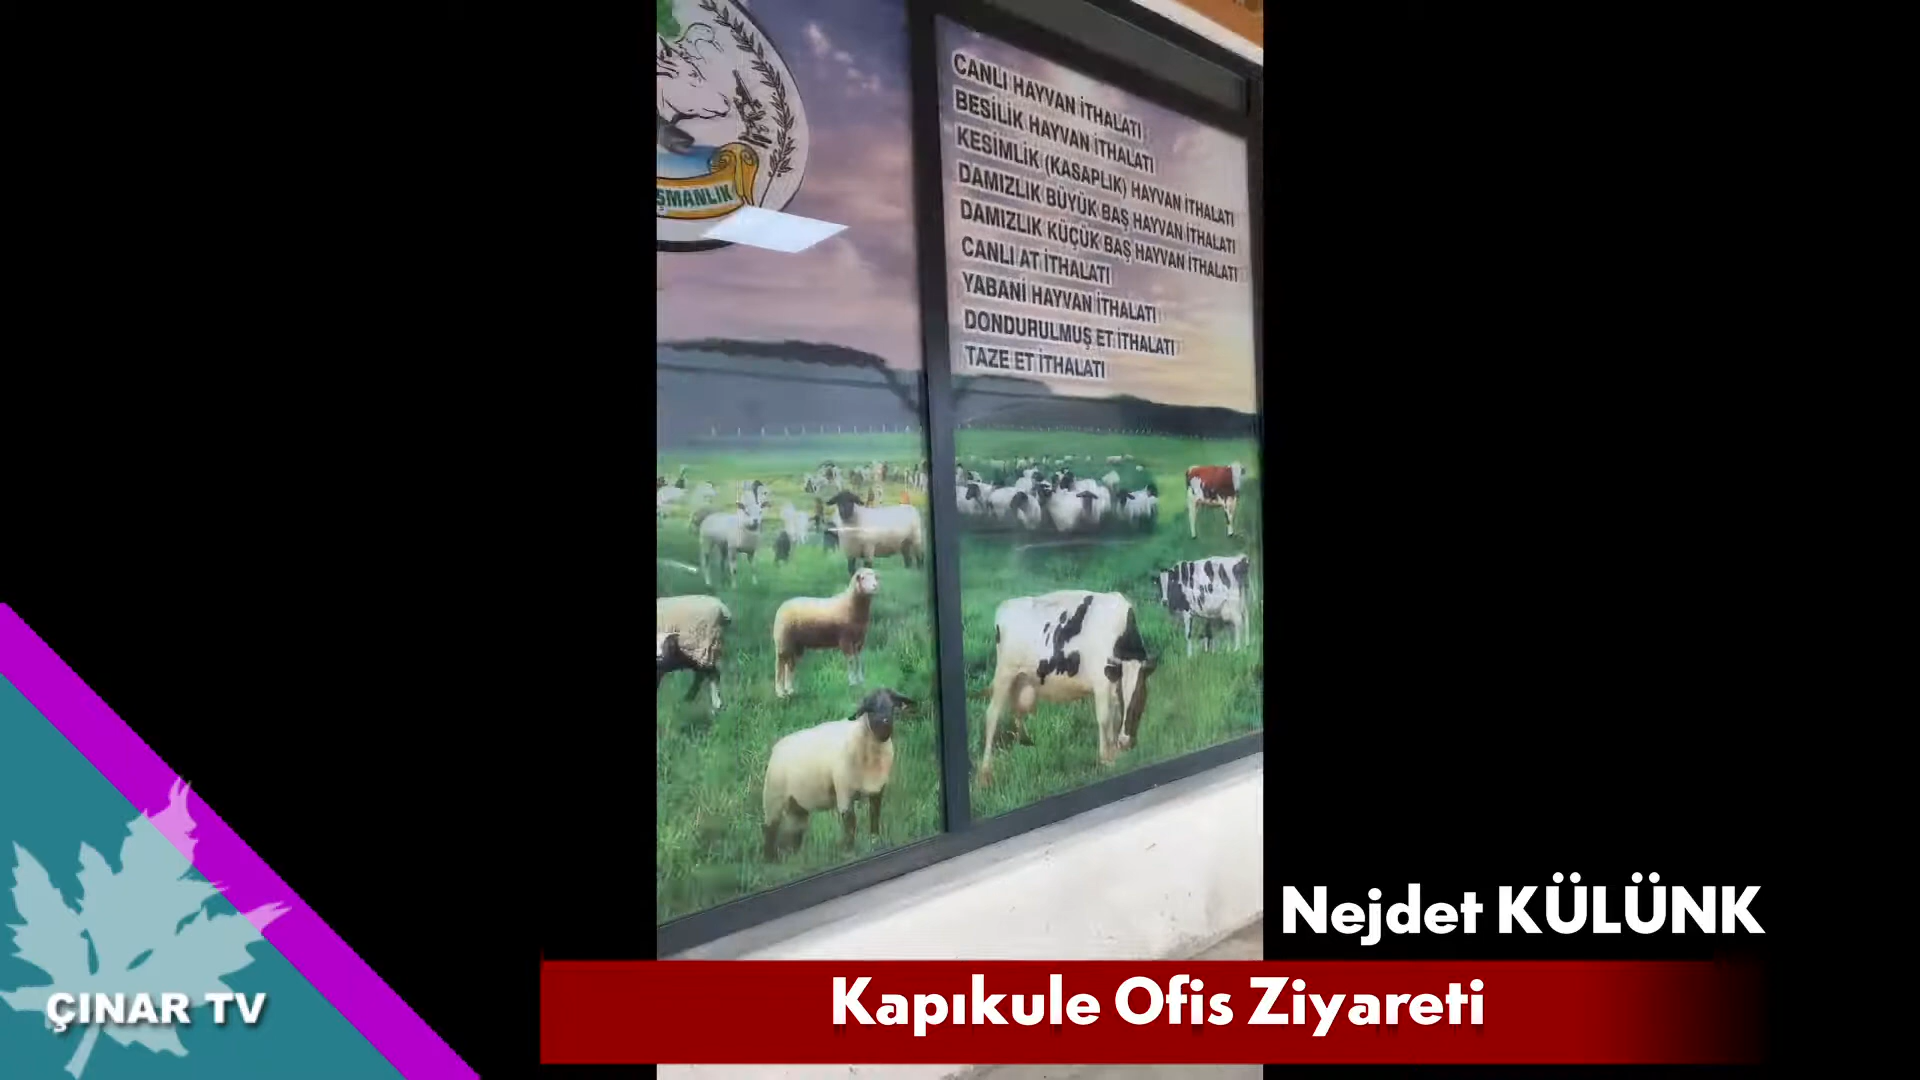 CANLI HAYVAN İTHALATI
BESİLİK HAYVAN İTHALATI
KESİMLİK (KASAPLIK) HAYVAN İTHALATI
DAMIZLIK BÜYÜK BAŞ HAYVAN İTHALATI
DAMIZLIK KÜÇÜK BAŞ HAYVAN İTHALATI
CANLI AT İTHALATI
YABANİ HAYVAN İTHALATI
DONDURULMUŞ ET İTHALATI
TAZE ET İTHALATI
ŞMANLIK
Nejdet KÜLÜNK
Kapıkule Ofis Ziyareti
ÇINAR TV